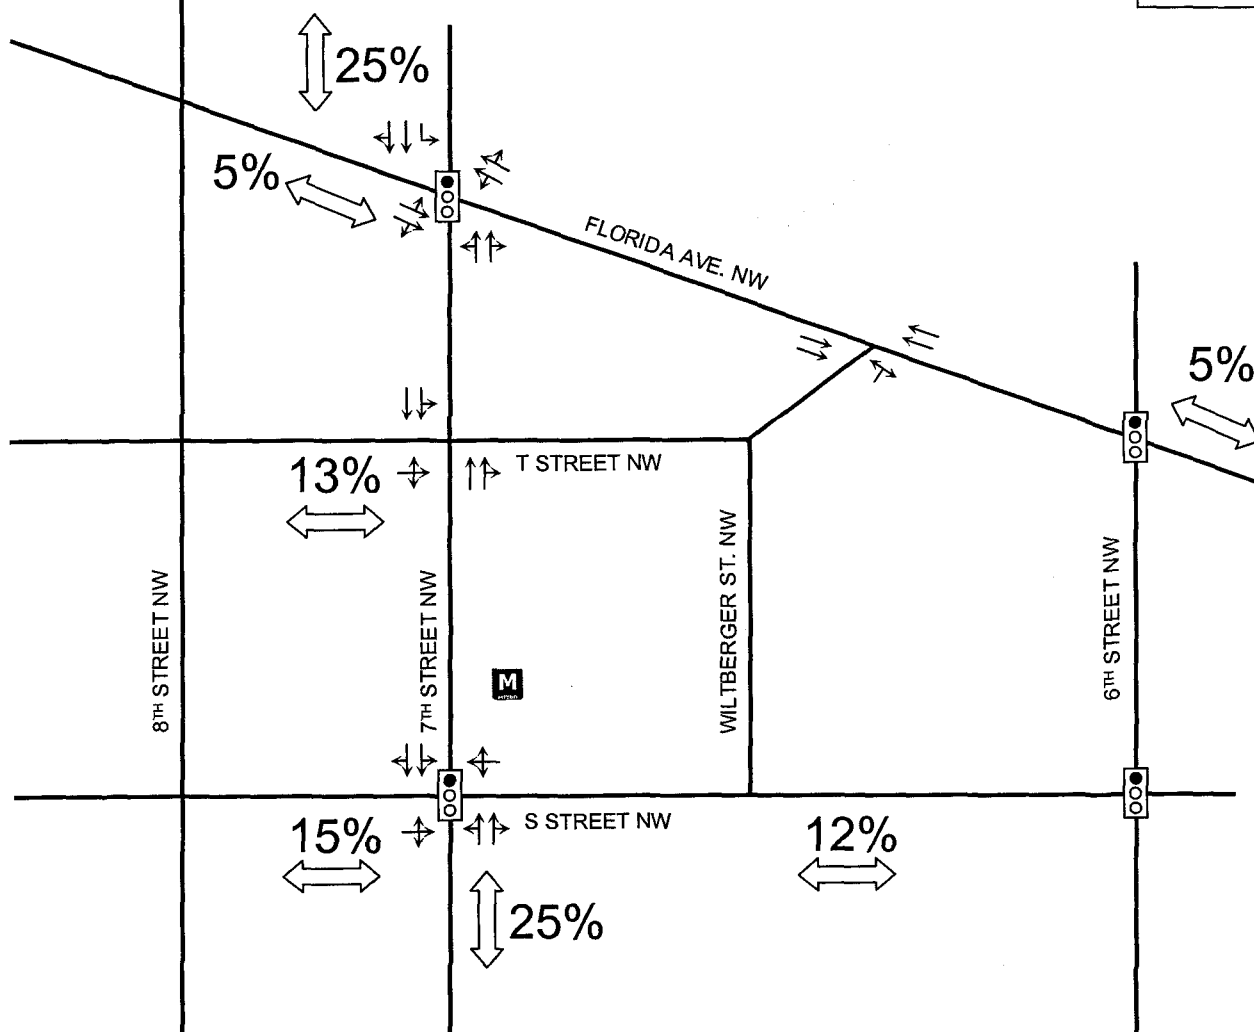 25%
5%
FLORIDA AVE. NW
5%
13%
T STREET NW
8TH STREET NW
7TH STREET NW
WILTBERGER ST. NW
6TH STREET NW
M
S STREET NW
15%
12%
25%